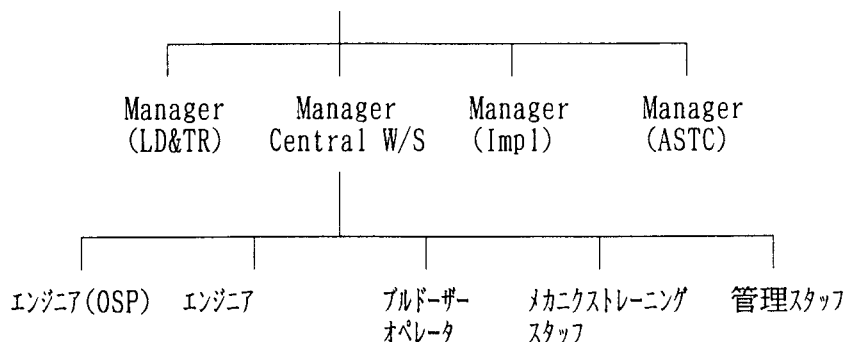 Manager Manager Manager Manager
(LD&TR) Central W/S (Impl) (ASTC)
エンジニア(OSP) エンジニア ブルドーザー メカニクストレーニング 管理スタッフ
オペレータ スタッフ